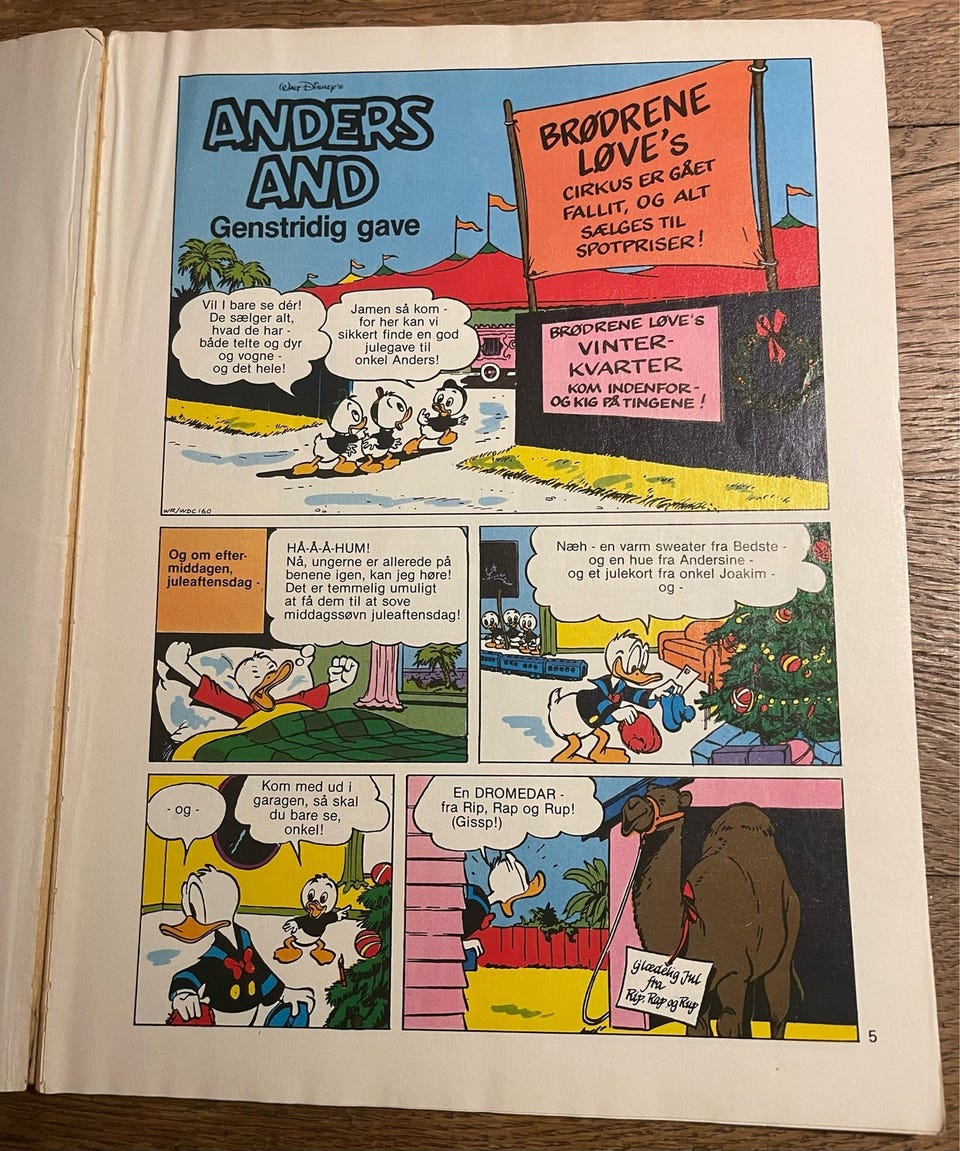 Walt Disney's
ANDERS
AND
Genstridig gave
BRØDRENE
LØVE'S
CIRKUS ER GÅET
FALLIT, OG ALT
SÆLGES TIL
SPOTPRISER!
Vil I bare se dér!
De sælger alt,
hvad de har -
både telte og dyr
og vogne -
og det hele!
Jamen så kom -
for her kan vi
sikkert finde en god
julegave til
onkel Anders!
BRØDRENE LØVE'S
VINTER-
KVARTER
KOM INDENFOR-
OG KIG PÅ TINGENE!
WR/WDC 160
Og om efter-
middagen,
juleaftensdag -
HÅ-Å-Å-HUM!
Nå, ungerne er allerede på
benene igen, kan jeg høre!
Det er temmelig umuligt
at få dem til at sove
middagssøvn juleaftensdag!
Næh - en varm sweater fra Bedste -
og en hue fra Andersine -
og et julekort fra onkel Joakim -
og -
- og -
Kom med ud i
garagen, så skal
du bare se,
onkel!
En DROMEDAR -
fra Rip, Rap og Rup!
(Gissp!)
Glædelig Jul
fra
Rip, Rap og Rup
5